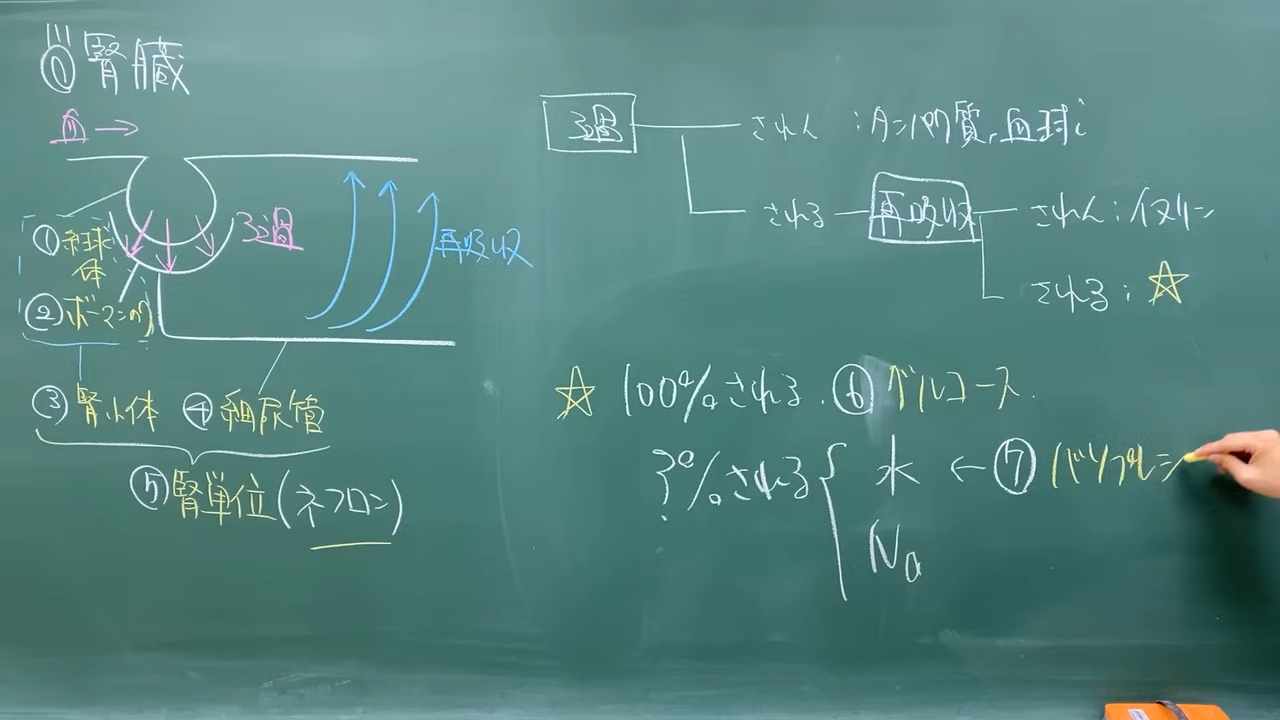 ① 腎臓
血→
① 糸球体
ろ過
再吸収
② ボーマンのう
③ 腎小体 ④ 細尿管
⑤ 腎単位(ネフロン)
ろ過 されん:タンパク質,血球
される 再吸収 されん:イヌリン
される:☆
☆ 100%される. ⑥ グルコース.
?%される { 水 ← ⑦ バソプレシ
Na